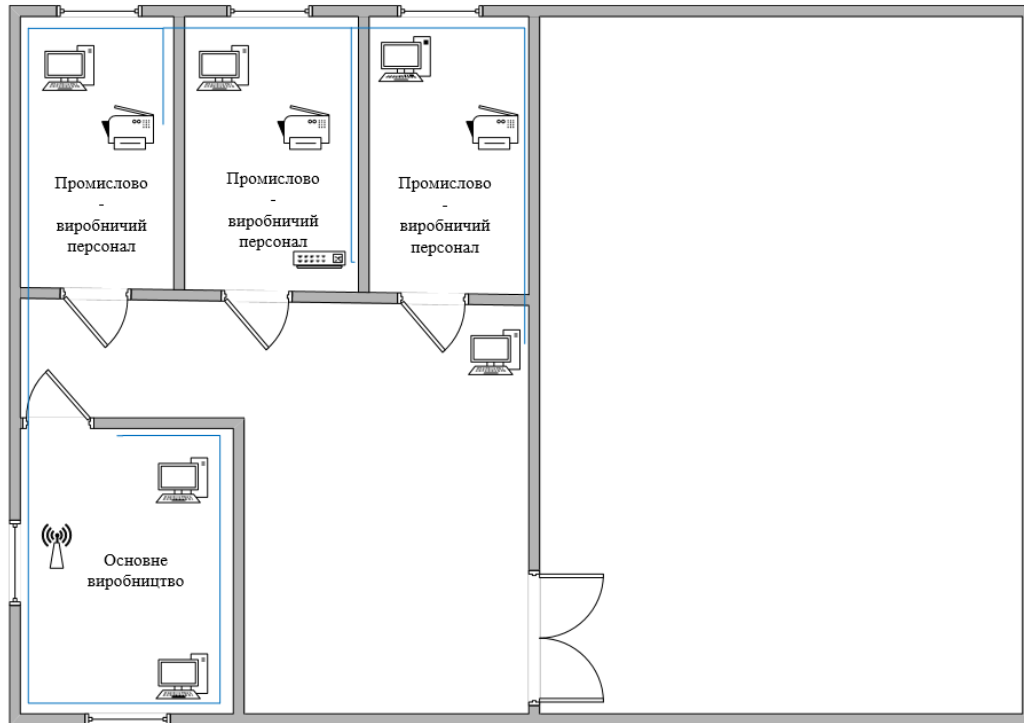 Промислово
-
виробничий
персонал
Промислово
-
виробничий
персонал
Промислово
-
виробничий
персонал
Основне
виробництво